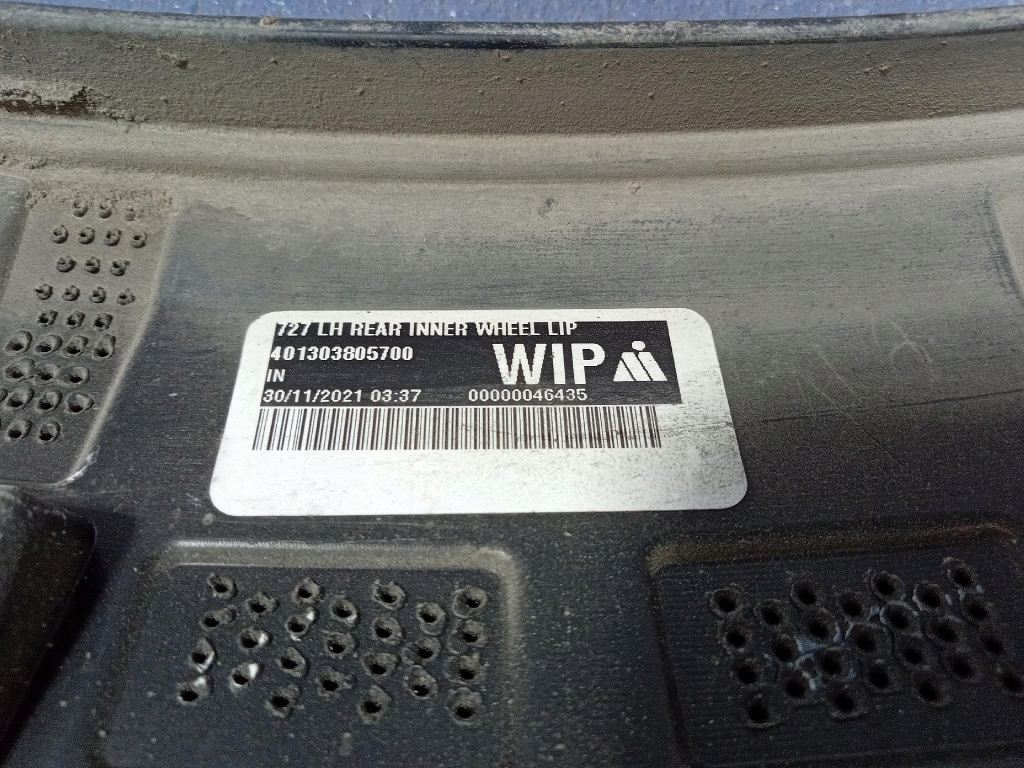 727 LH REAR INNER WHEEL LIP
401303805700
WIP
IN
30/11/2021 03:37 00000046435